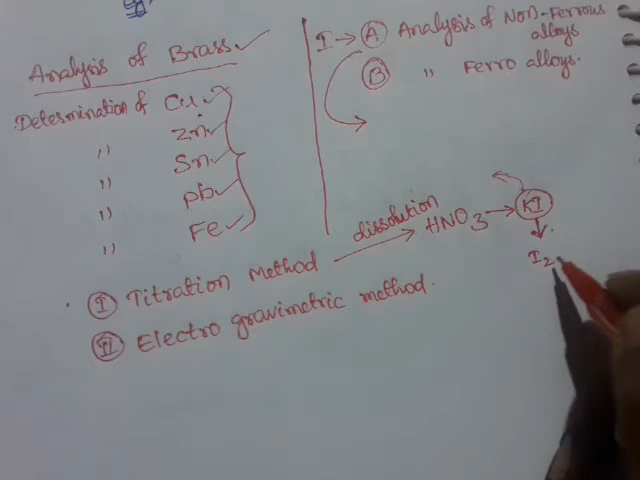 eg:
Analysis of Brass
Determination of Cu
" Zn
" Sn
" Pb
" Fe
I → (A) Analysis of Non-Ferrous alloys
(B) " Ferro alloys.
(I) Titration Method dissolution → HNO3 → KI
I2
(II) Electro gravimetric method.